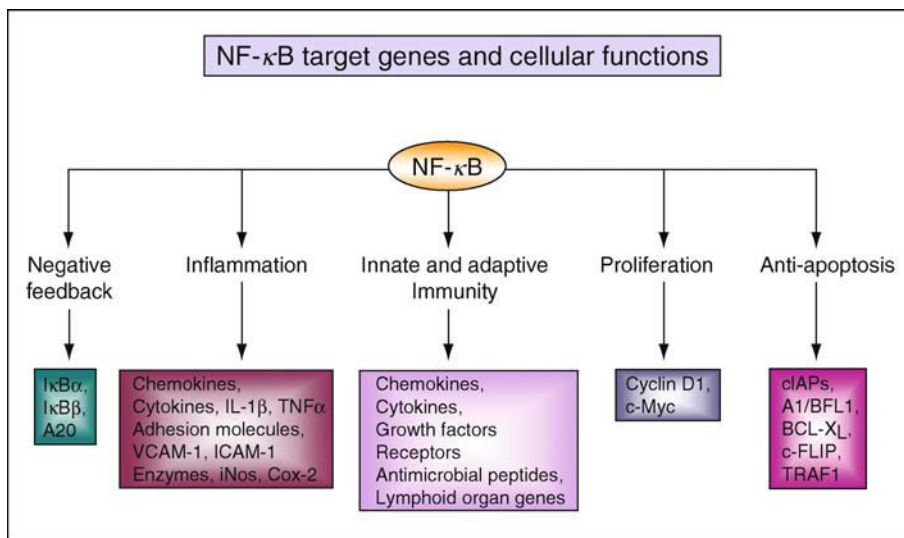 NF-κB target genes and cellular functions
NF-κB
Negative
feedback
Inflammation
Innate and adaptive
Immunity
Proliferation
Anti-apoptosis
IκBα,
IκBβ,
A20
Chemokines,
Cytokines, IL-1β, TNFα
Adhesion molecules,
VCAM-1, ICAM-1
Enzymes, iNos, Cox-2
Chemokines,
Cytokines,
Growth factors
Receptors
Antimicrobial peptides,
Lymphoid organ genes
Cyclin D1,
c-Myc
cIAPs,
A1/BFL1,
BCL-XL,
c-FLIP,
TRAF1